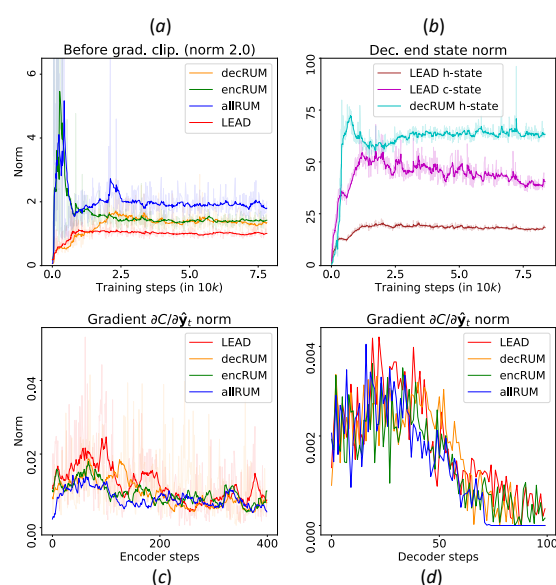 (a)
(b)
Before grad. clip. (norm 2.0)
decRUM
encRUM
allRUM
LEAD
Norm
6
4
2
0
0.0 2.5 5.0 7.5
Training steps (in 10k)
Dec. end state norm
LEAD h-state
LEAD c-state
decRUM h-state
100
75
50
25
0
0.0 2.5 5.0 7.5
Training steps (in 10k)
Gradient ∂C/∂ŷt norm
LEAD
decRUM
encRUM
allRUM
Norm
0.04
0.02
0.00
0 200 400
Encoder steps
Gradient ∂C/∂ŷt norm
LEAD
decRUM
encRUM
allRUM
0.004
0.002
0.000
0 50 100
Decoder steps
(c)
(d)